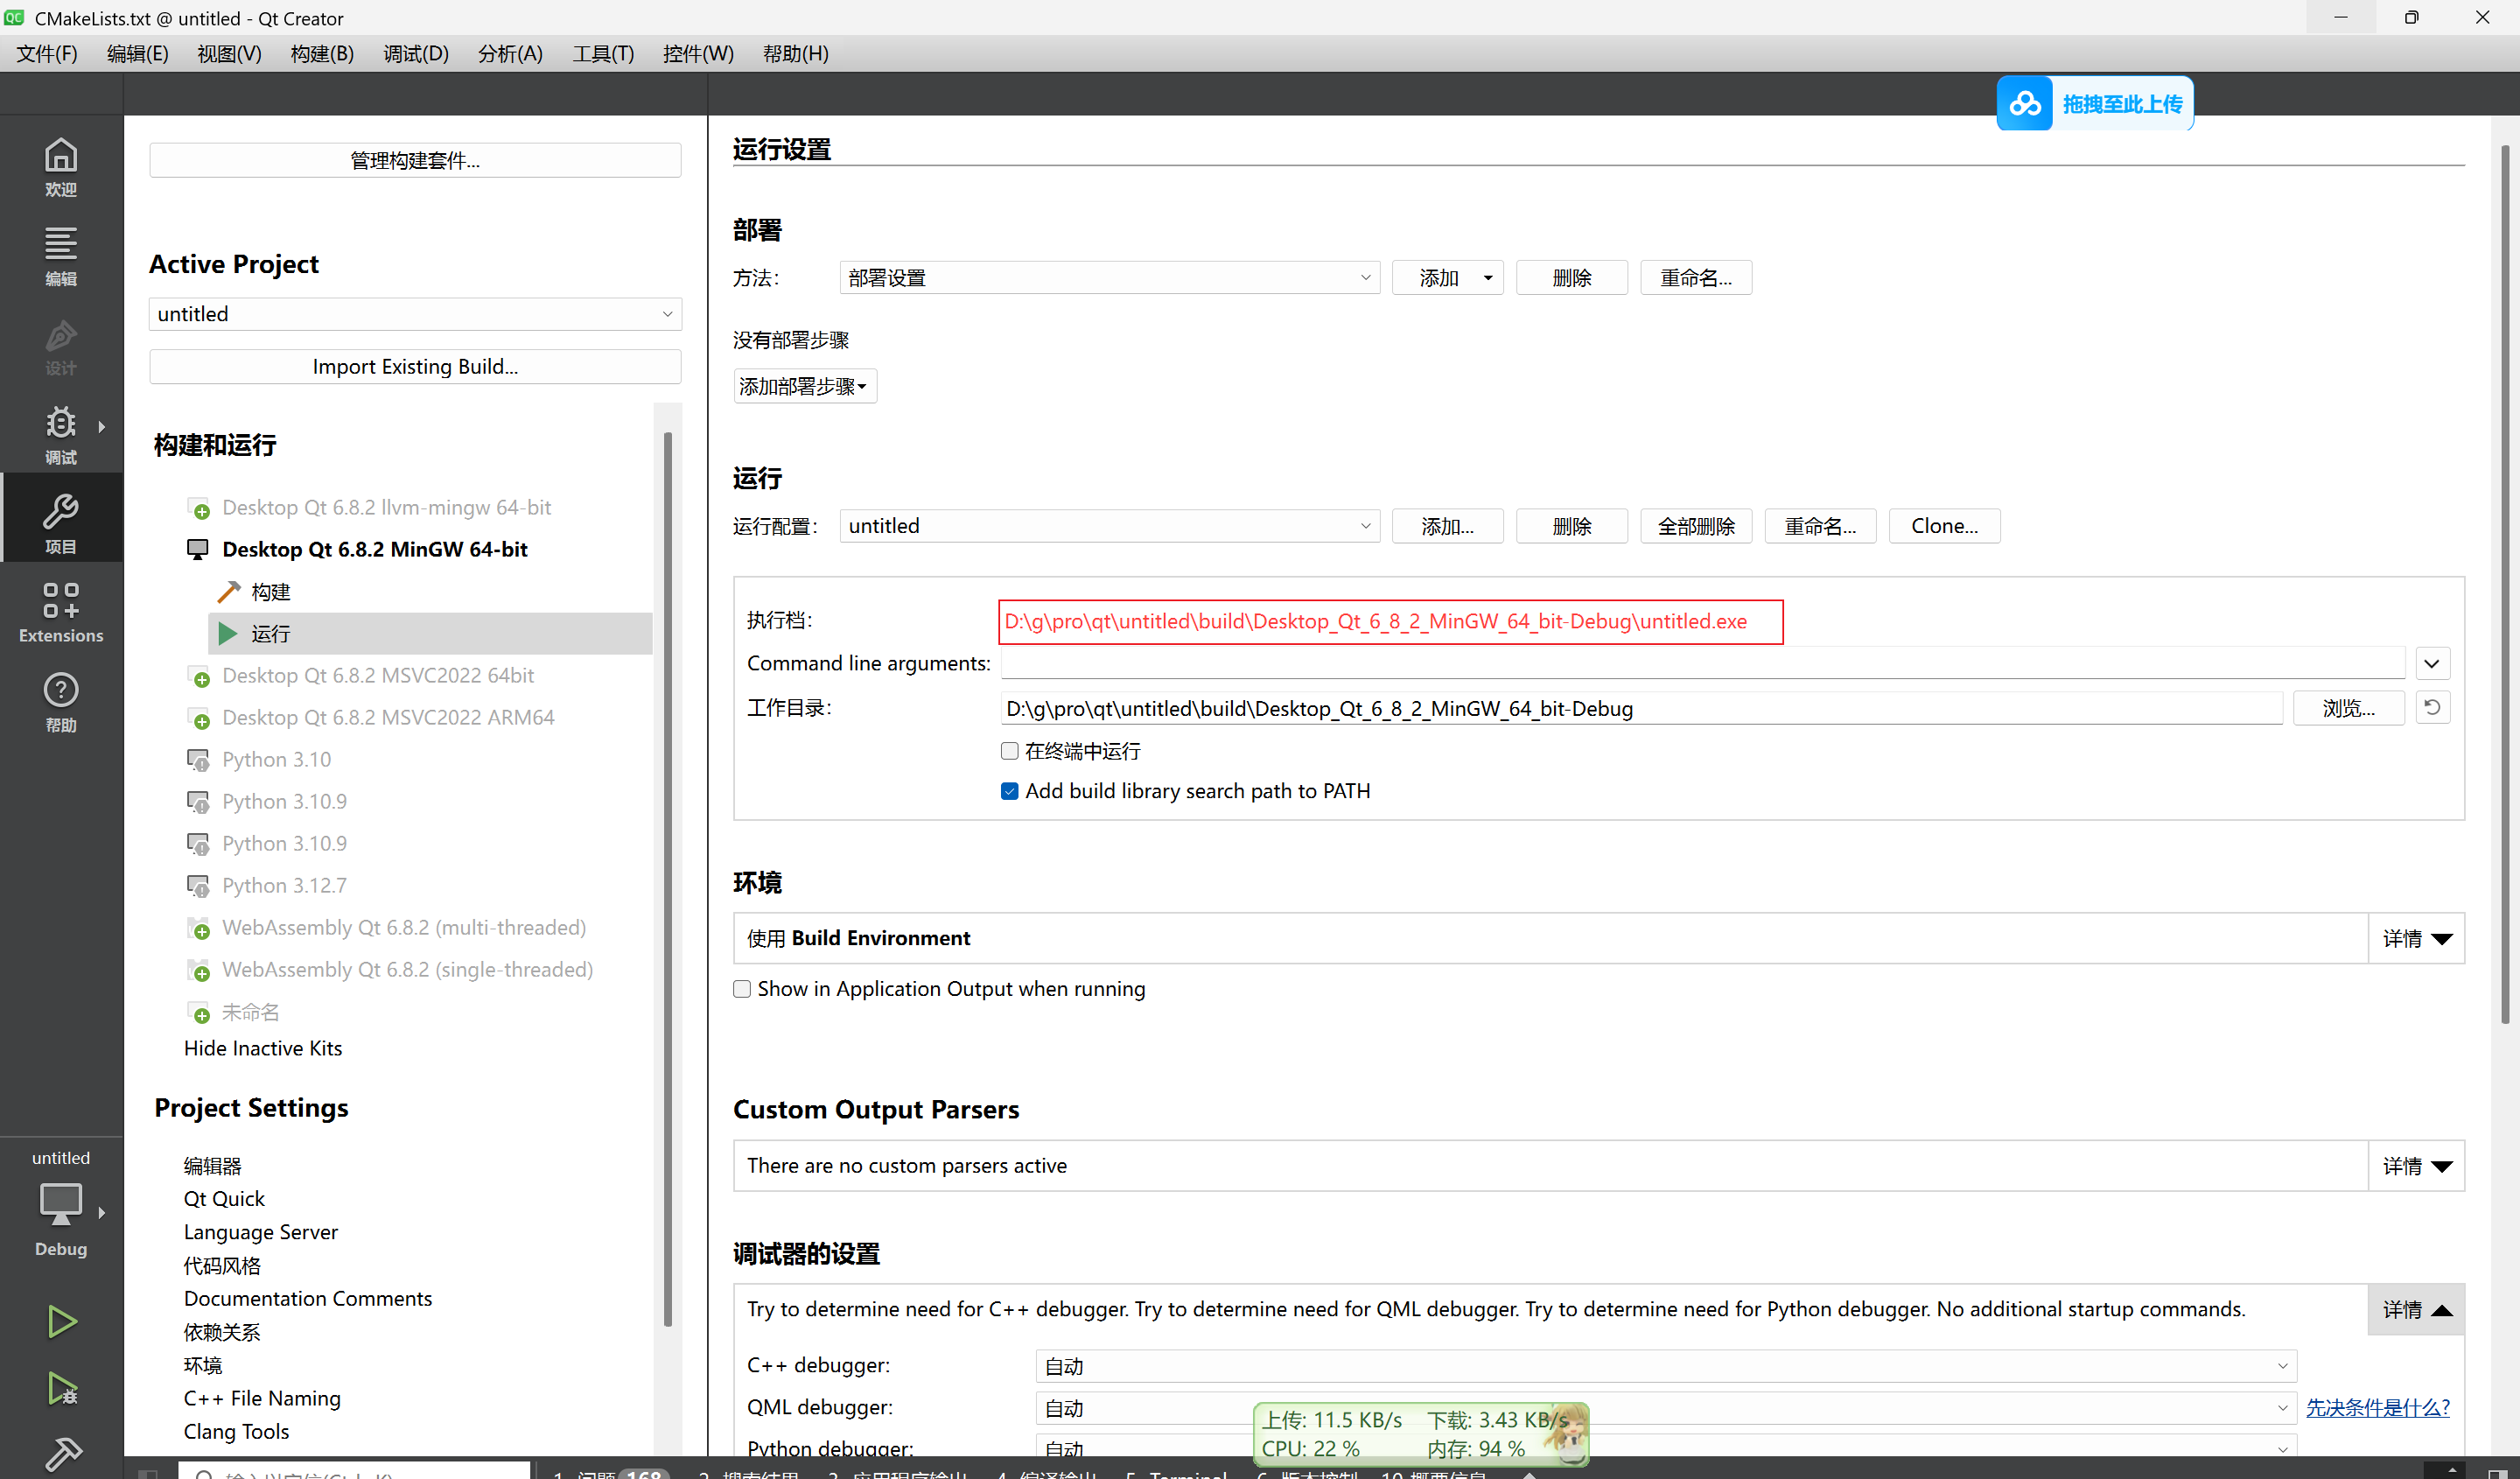 CMakeLists.txt @ untitled - Qt Creator
文件(F) 编辑(E) 视图(V) 构建(B) 调试(D) 分析(A) 工具(T) 控件(W) 帮助(H)
拖拽至此上传
欢迎
编辑
设计
调试
项目
Extensions
帮助
untitled
Debug
管理构建套件...
Active Project
untitled
Import Existing Build...
构建和运行
Desktop Qt 6.8.2 llvm-mingw 64-bit
Desktop Qt 6.8.2 MinGW 64-bit
构建
运行
Desktop Qt 6.8.2 MSVC2022 64bit
Desktop Qt 6.8.2 MSVC2022 ARM64
Python 3.10
Python 3.10.9
Python 3.10.9
Python 3.12.7
WebAssembly Qt 6.8.2 (multi-threaded)
WebAssembly Qt 6.8.2 (single-threaded)
未命名
Hide Inactive Kits
Project Settings
编辑器
Qt Quick
Language Server
代码风格
Documentation Comments
依赖关系
环境
C++ File Naming
Clang Tools
运行设置
部署
方法: 部署设置 添加 删除 重命名...
没有部署步骤
添加部署步骤
运行
运行配置: untitled 添加... 删除 全部删除 重命名... Clone...
执行档: D:\g\pro\qt\untitled\build\Desktop_Qt_6_8_2_MinGW_64_bit-Debug\untitled.exe
Command line arguments:
工作目录: D:\g\pro\qt\untitled\build\Desktop_Qt_6_8_2_MinGW_64_bit-Debug 浏览...
在终端中运行
Add build library search path to PATH
环境
使用 Build Environment 详情
Show in Application Output when running
Custom Output Parsers
There are no custom parsers active 详情
调试器的设置
Try to determine need for C++ debugger. Try to determine need for QML debugger. Try to determine need for Python debugger. No additional startup commands. 详情
C++ debugger: 自动
QML debugger: 自动 先决条件是什么?
Python debugger: 自动
上传: 11.5 KB/s 下载: 3.43 KB/s
CPU: 22 % 内存: 94 %
输入以定位(Ctrl+K) 1 问题 168 2 搜索结果 3 应用程序输出 4 编译输出 5 Terminal 6 版本控制 10 概要信息